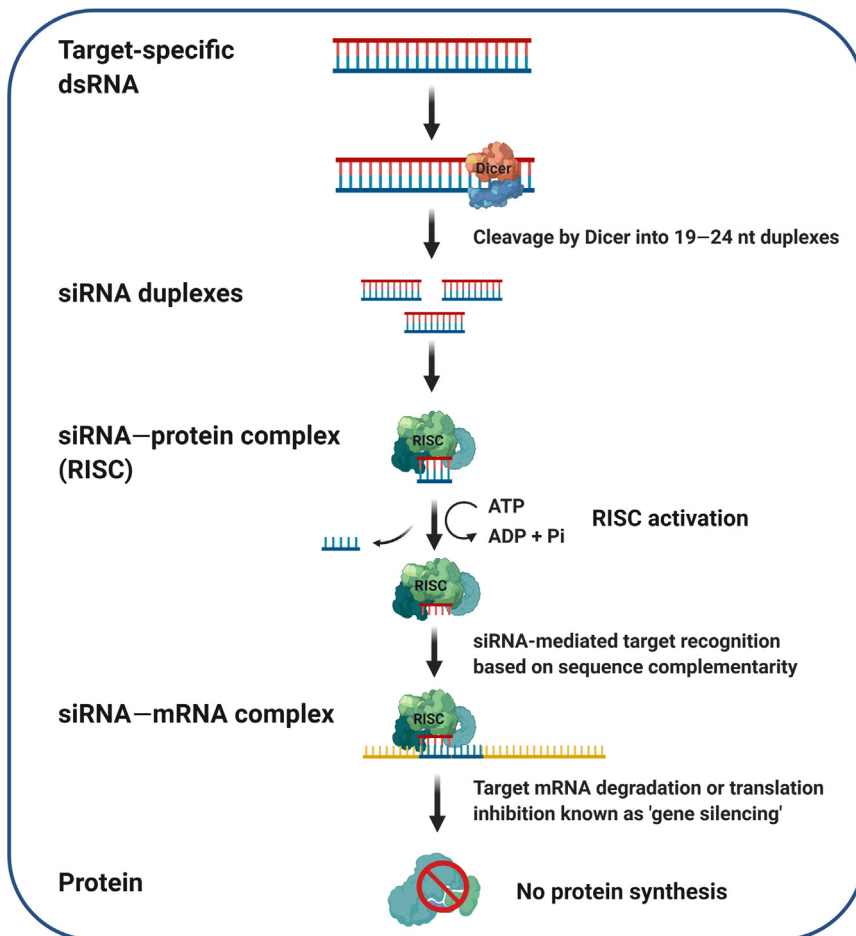 Target-specific
dsRNA
Dicer
Cleavage by Dicer into 19–24 nt duplexes
siRNA duplexes
siRNA–protein complex
(RISC)
RISC
ATP
ADP + Pi
RISC activation
RISC
siRNA-mediated target recognition
based on sequence complementarity
siRNA–mRNA complex
RISC
Target mRNA degradation or translation
inhibition known as 'gene silencing'
Protein
No protein synthesis